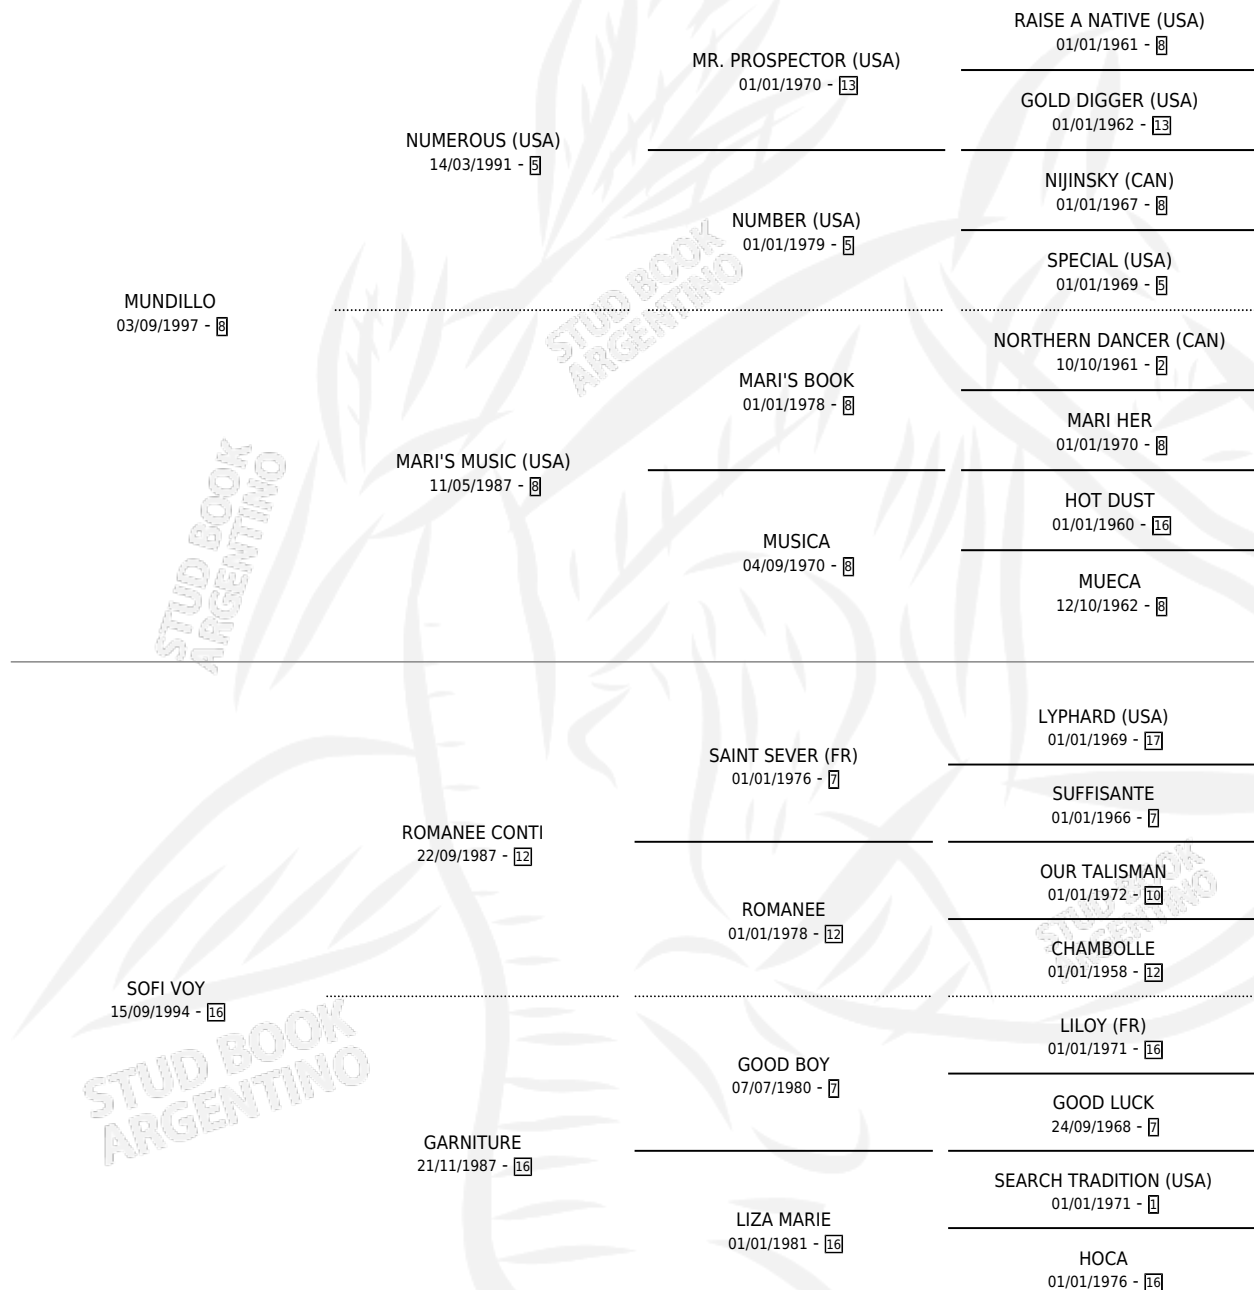 RAISE A NATIVE (USA)
01/01/1961 - 8
MR. PROSPECTOR (USA)
01/01/1970 - 13
GOLD DIGGER (USA)
01/01/1962 - 13
NUMEROUS (USA)
14/03/1991 - 5
NIJINSKY (CAN)
01/01/1967 - 8
NUMBER (USA)
01/01/1979 - 5
SPECIAL (USA)
01/01/1969 - 5
MUNDILLO
03/09/1997 - 8
STUD BOOK
ARGENTINO
NORTHERN DANCER (CAN)
10/10/1961 - 2
MARI'S BOOK
01/01/1978 - 8
MARI HER
01/01/1970 - 8
MARI'S MUSIC (USA)
11/05/1987 - 8
HOT DUST
01/01/1960 - 16
MUSICA
04/09/1970 - 8
MUECA
12/10/1962 - 8
STUD BOOK
ARGENTINO
LYPHARD (USA)
01/01/1969 - 17
SAINT SEVER (FR)
01/01/1976 - 7
SUFFISANTE
01/01/1966 - 7
ROMANEE CONTI
22/09/1987 - 12
OUR TALISMAN
01/01/1972 - 10
ROMANEE
01/01/1978 - 12
CHAMBOLLE
01/01/1958 - 12
STUD BOOK
ARGENTINO
SOFI VOY
15/09/1994 - 16
STUD BOOK
ARGENTINO
LILOY (FR)
01/01/1971 - 16
GOOD BOY
07/07/1980 - 7
GOOD LUCK
24/09/1968 - 7
GARNITURE
21/11/1987 - 16
SEARCH TRADITION (USA)
01/01/1971 - 1
LIZA MARIE
01/01/1981 - 16
HOCA
01/01/1976 - 16